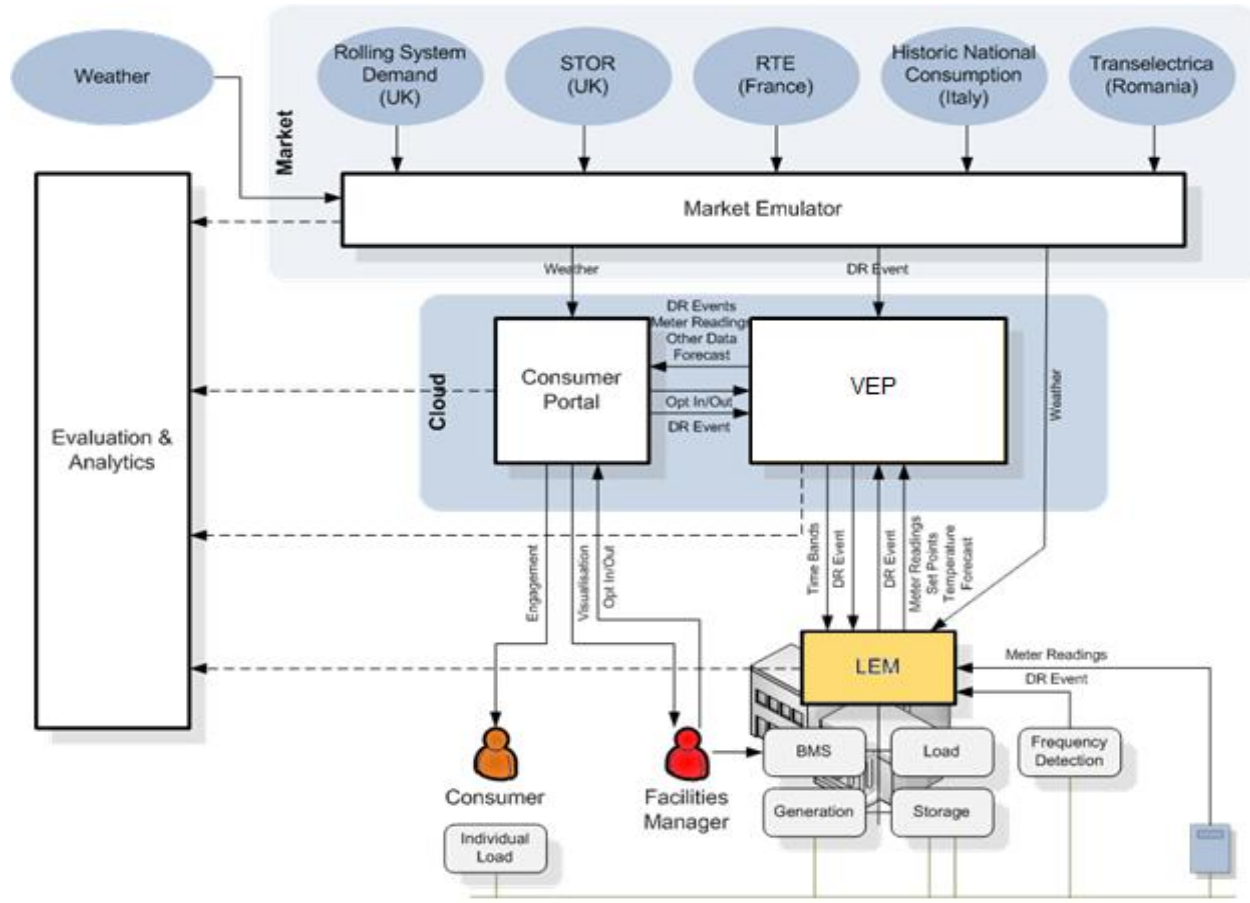 Weather
Rolling System
Demand
(UK)
STOR
(UK)
RTE
(France)
Historic National
Consumption
(Italy)
Transelectrica
(Romania)
Market
Market Emulator
Weather
DR Event
Weather
Cloud
Consumer
Portal
DR Events
Meter Readings
Other Data
Forecast
Opt In/Out
DR Event
VEP
Evaluation &
Analytics
Engagement
Visualisation
Opt In/Out
Time Bands
DR Event
DR Event
Meter Readings
Set Points
Temperature
Forecast
LEM
Meter Readings
DR Event
Consumer
Facilities
Manager
BMS
Load
Generation
Storage
Frequency
Detection
Individual
Load